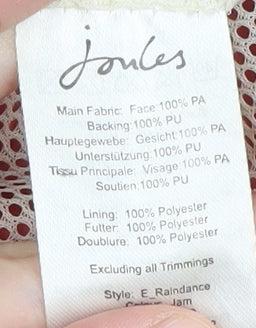 joules
Main Fabric: Face 100% PA
Backing:100% PU
Hauptegewebe: Gesicht:100% PA
Unterstützung:100% PU
Tissu Principale: Visage:100% PA
Soutien:100% PU
Lining: 100% Polyester
Futter: 100% Polyester
Doublure: 100% Polyester
Excluding all Trimmings
Style: E_Raindance
Colour: Jam